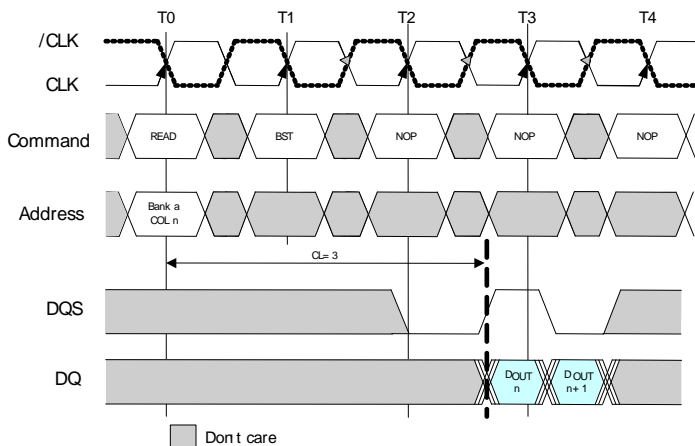 T0 T1 T2 T3 T4
/CLK
CLK
Command READ BST NOP NOP NOP
Address Bank a
COL n
CL= 3
DQS
DQ DOUT
n DOUT
n+1
Don't care